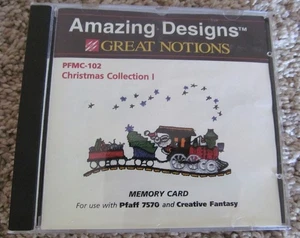 Amazing Designs™
GREAT NOTIONS
PFMC-102
Christmas Collection I
MEMORY CARD
For use with Pfaff 7570 and Creative Fantasy